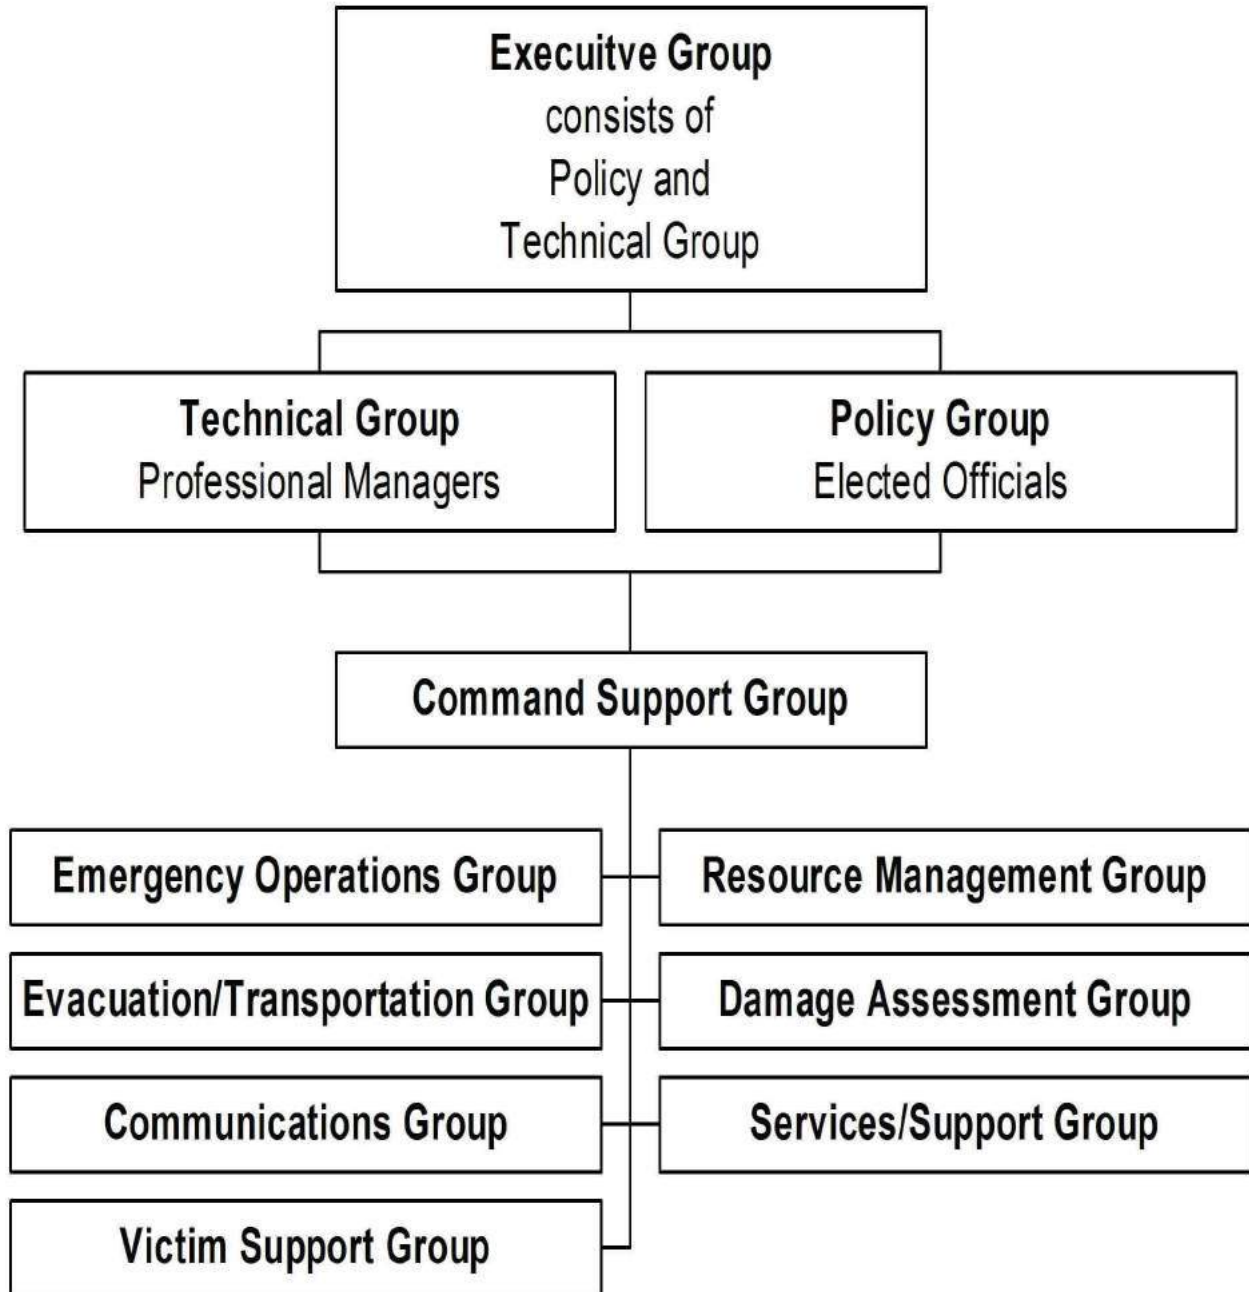 Execuitve Group
consists of
Policy and
Technical Group
Technical Group
Professional Managers
Policy Group
Elected Officials
Command Support Group
Emergency Operations Group
Resource Management Group
Evacuation/Transportation Group
Damage Assessment Group
Communications Group
Services/Support Group
Victim Support Group